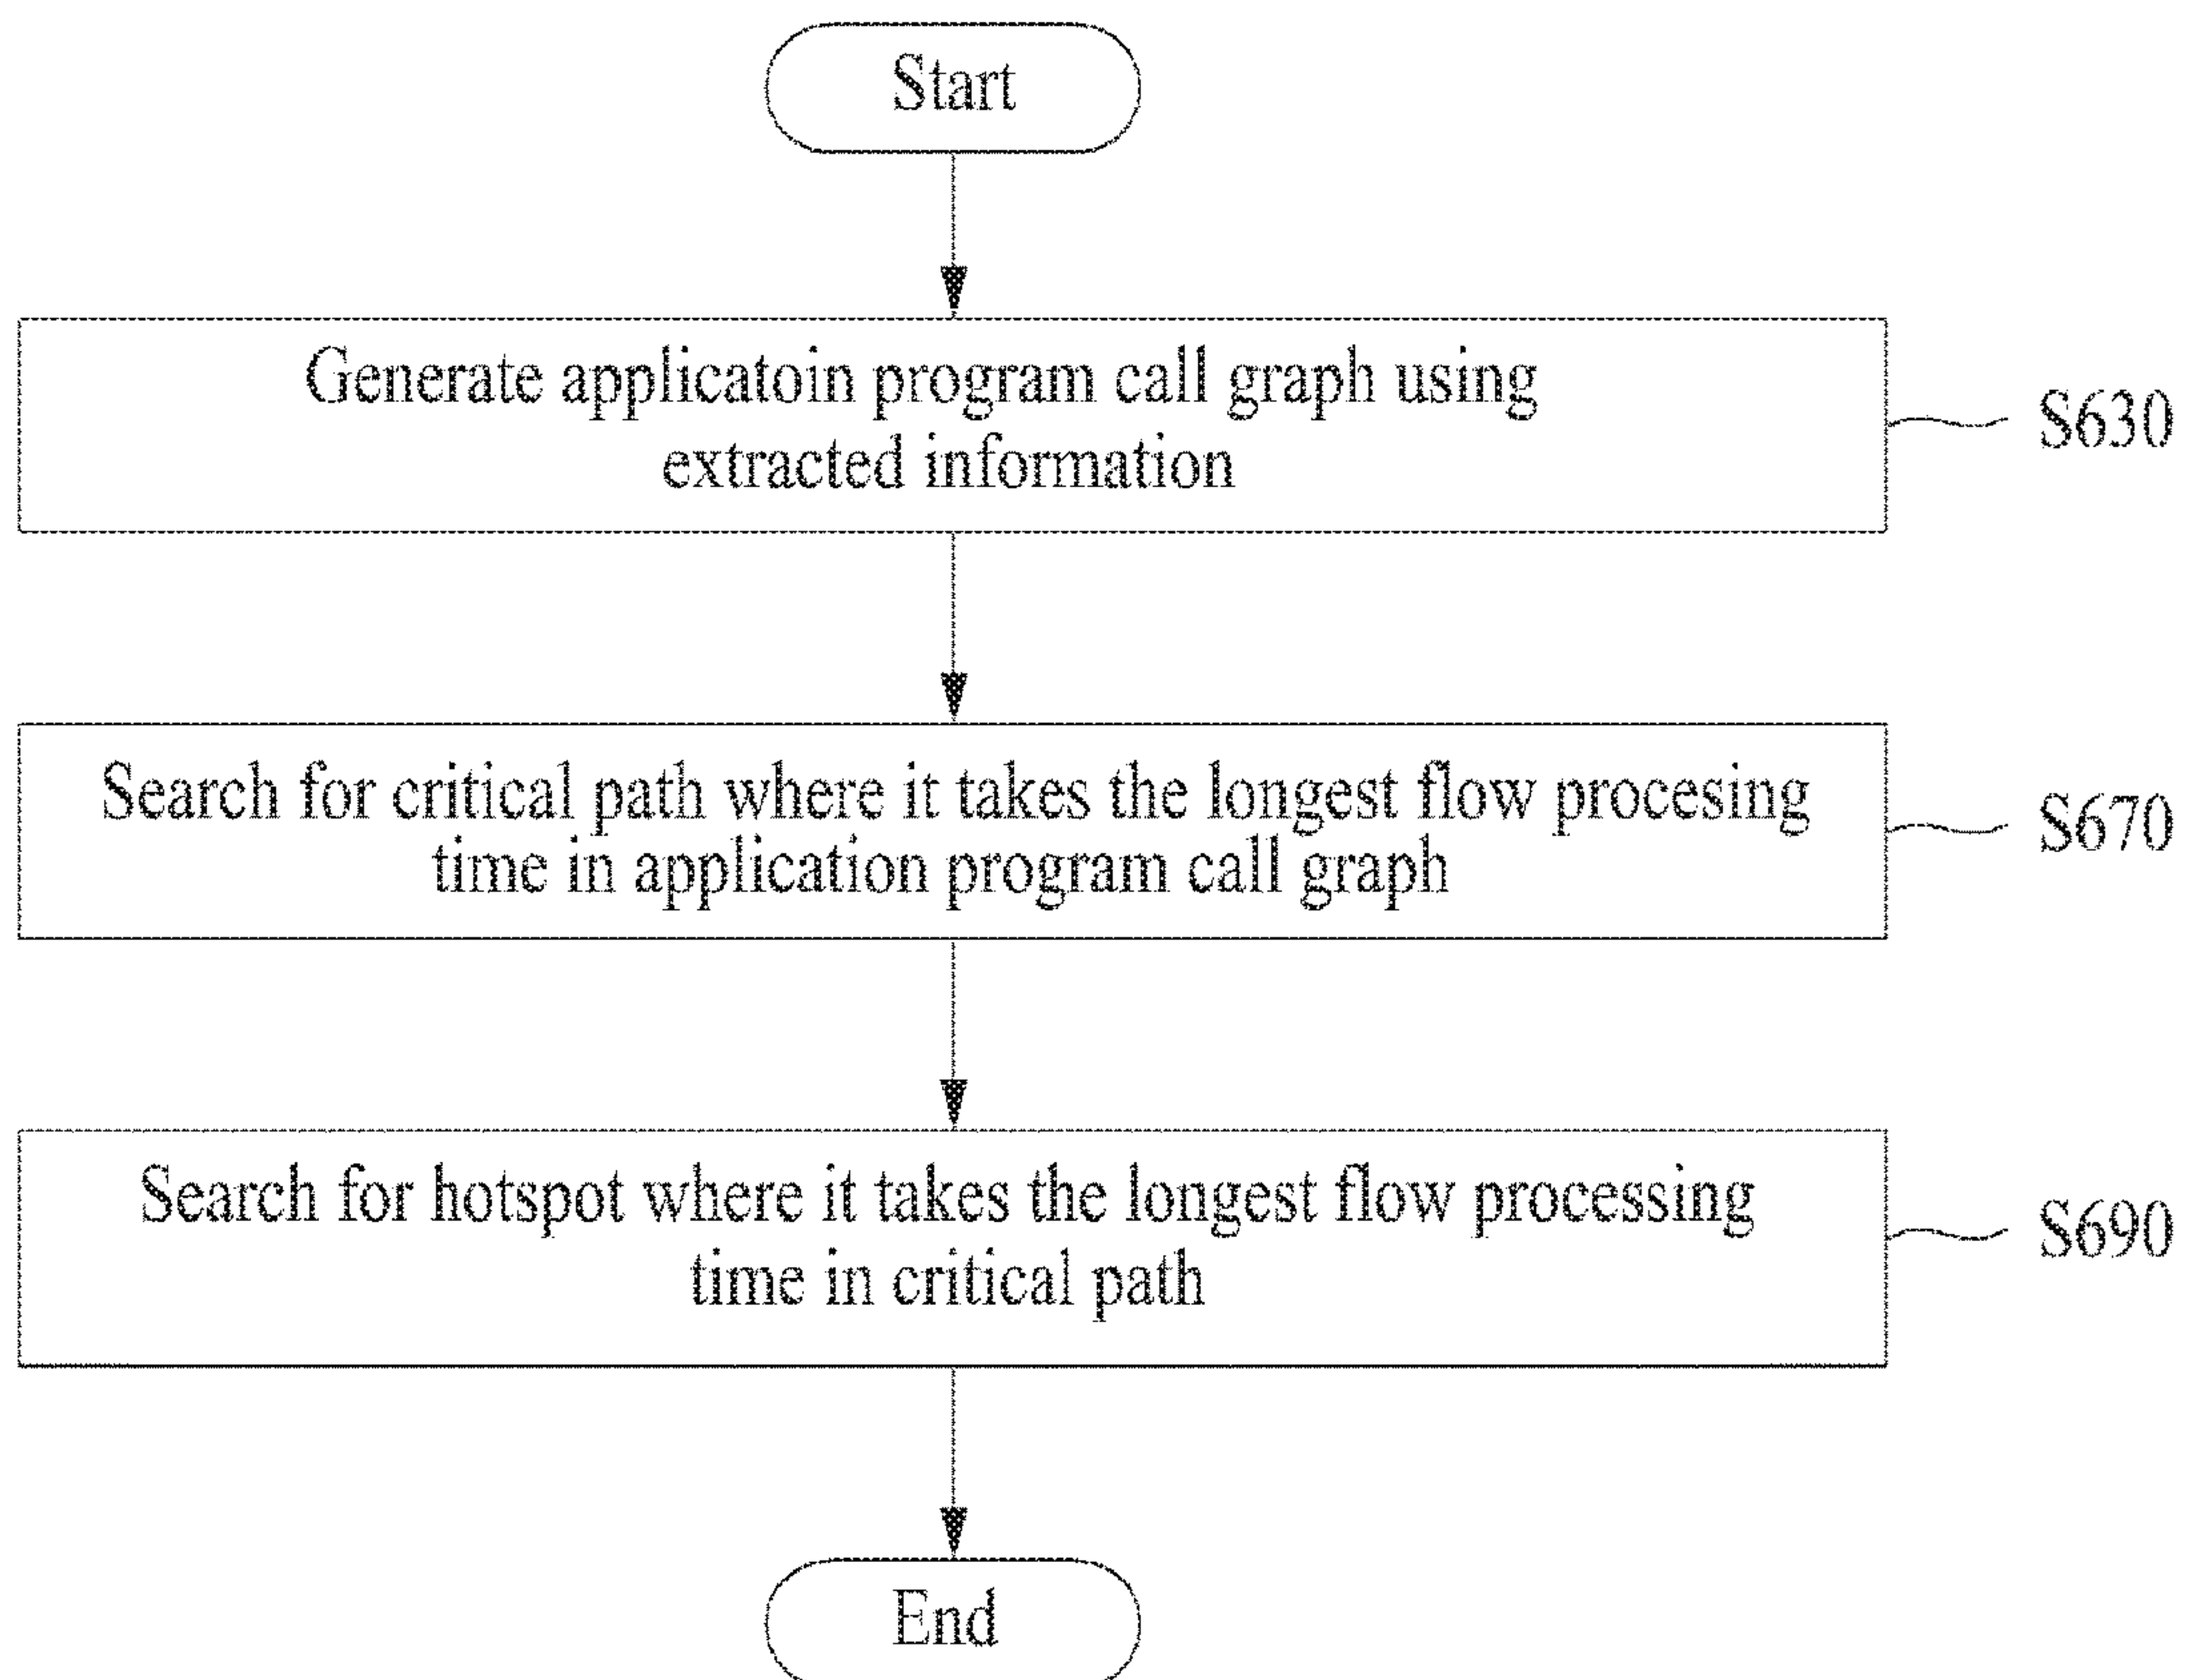 Start
Generate applicatoin program call graph using
extracted information
S630
Search for critical path where it takes the longest flow procesing
time in application program call graph
S670
Search for hotspot where it takes the longest flow processing
time in critical path
S690
End